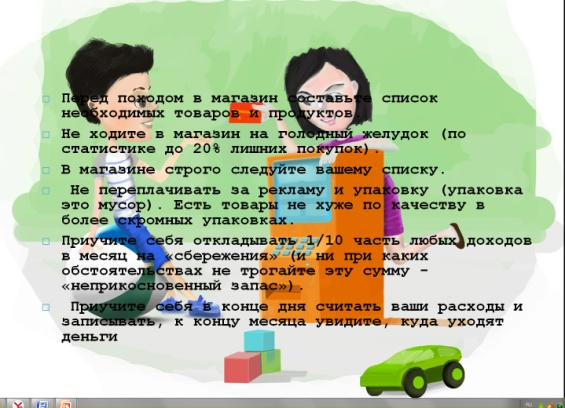 Перед походом в магазин составьте список
необходимых товаров и продуктов.
Не ходите в магазин на голодный желудок (по
статистике до 20% лишних покупок).
В магазине строго следуйте вашему списку.
Не переплачивать за рекламу и упаковку (упаковка
это мусор). Есть товары не хуже по качеству в
более скромных упаковках.
Приучите себя откладывать 1/10 часть любых доходов
в месяц на «сбережения» (и ни при каких
обстоятельствах не трогайте эту сумму –
«неприкосновенный запас»).
Приучите себя в конце дня считать ваши расходы и
записывать, к концу месяца увидите, куда уходят
деньги